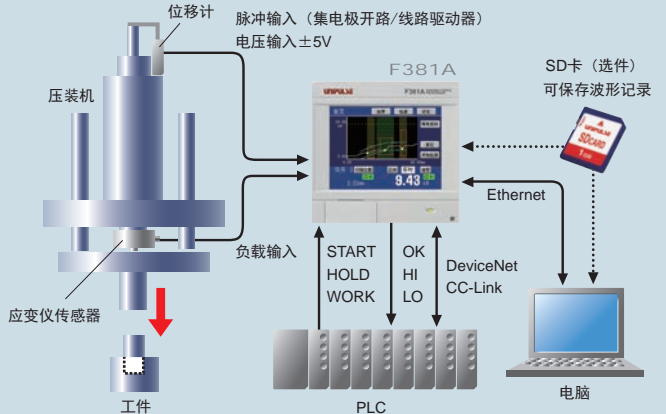 位移计
脉冲输入（集电极开路/线路驱动器）
电压输入±5V
F381A
SD卡（选件）
可保存波形记录
压装机
UNIPULSE
F381A
UNIPULSE
SDCARD
1GB
9.43
Ethernet
负载输入
START
HOLD
WORK
OK
HI
LO
DeviceNet
CC-Link
应变仪传感器
工件
PLC
电脑